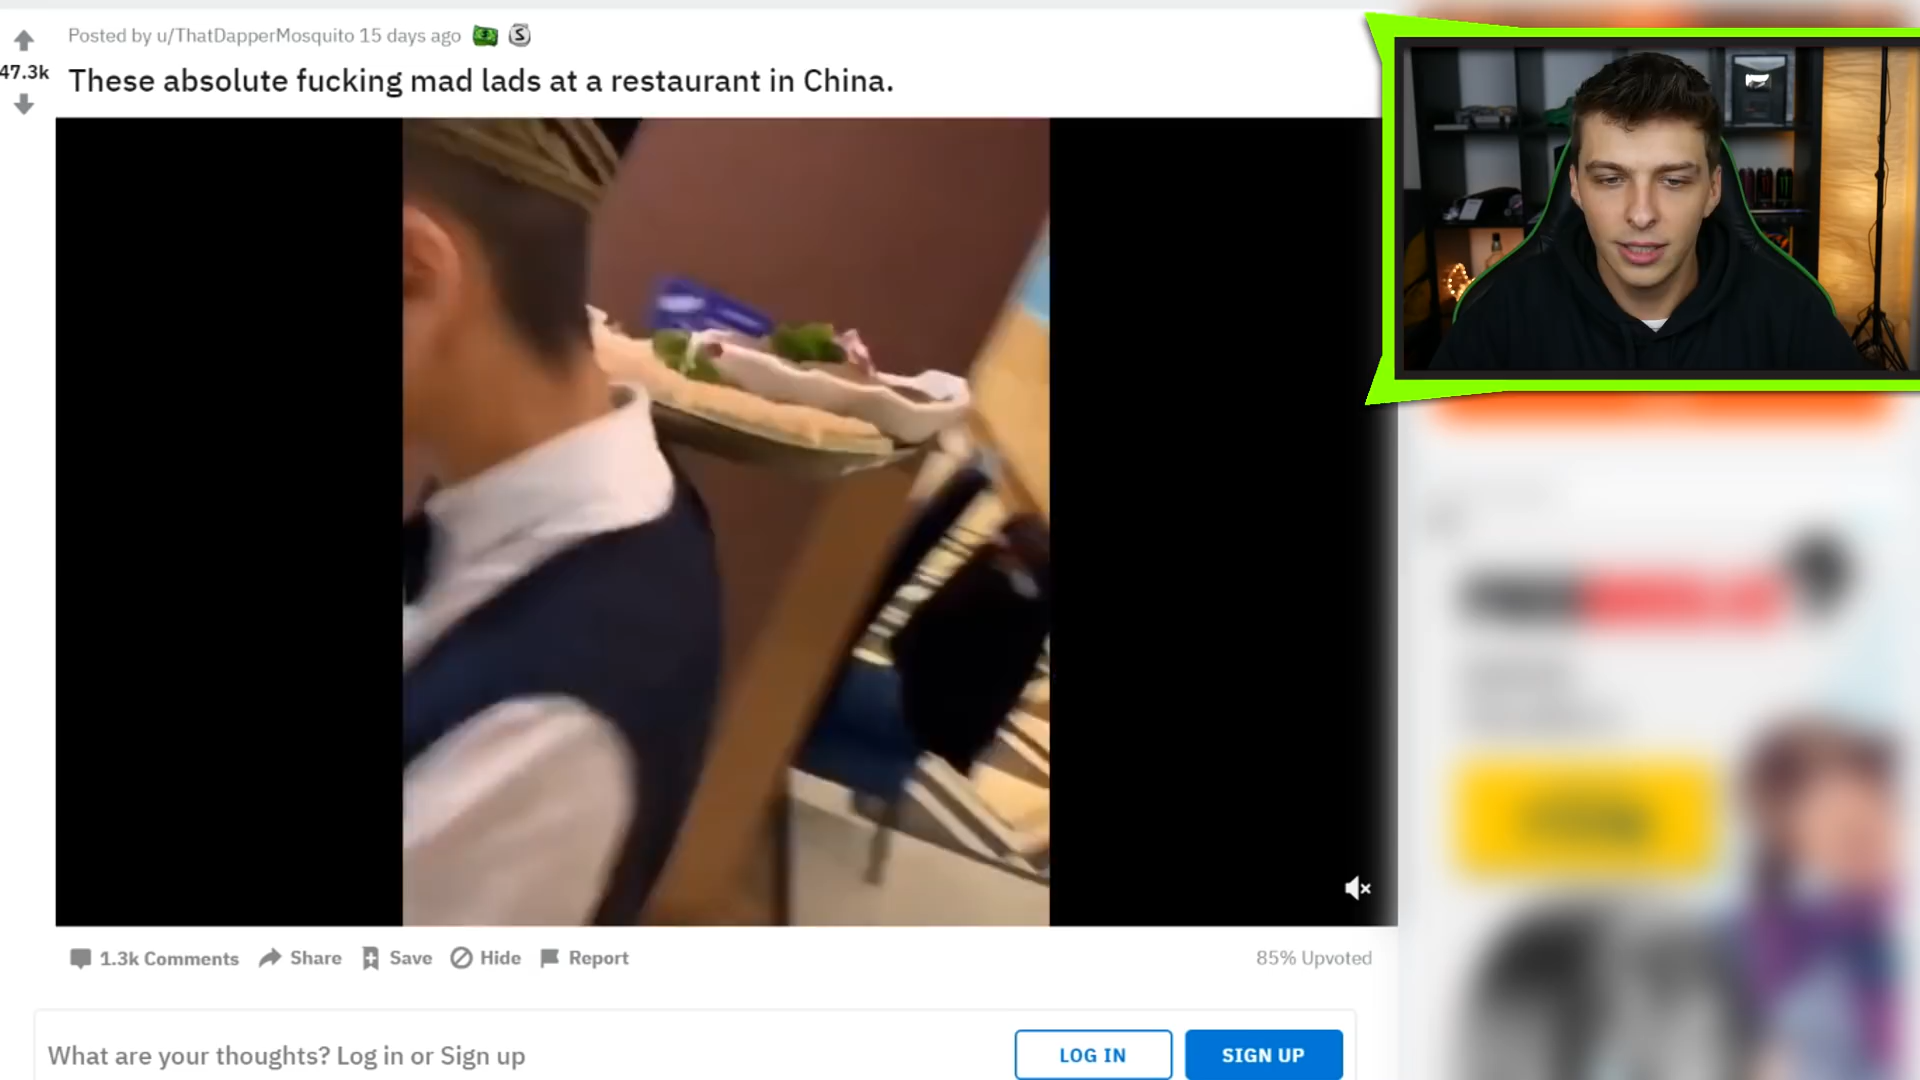 Posted by u/ThatDapperMosquito 15 days ago
47.3k
These absolute fucking mad lads at a restaurant in China.
1.3k Comments Share Save Hide Report 85% Upvoted
What are your thoughts? Log in or Sign up LOG IN SIGN UP